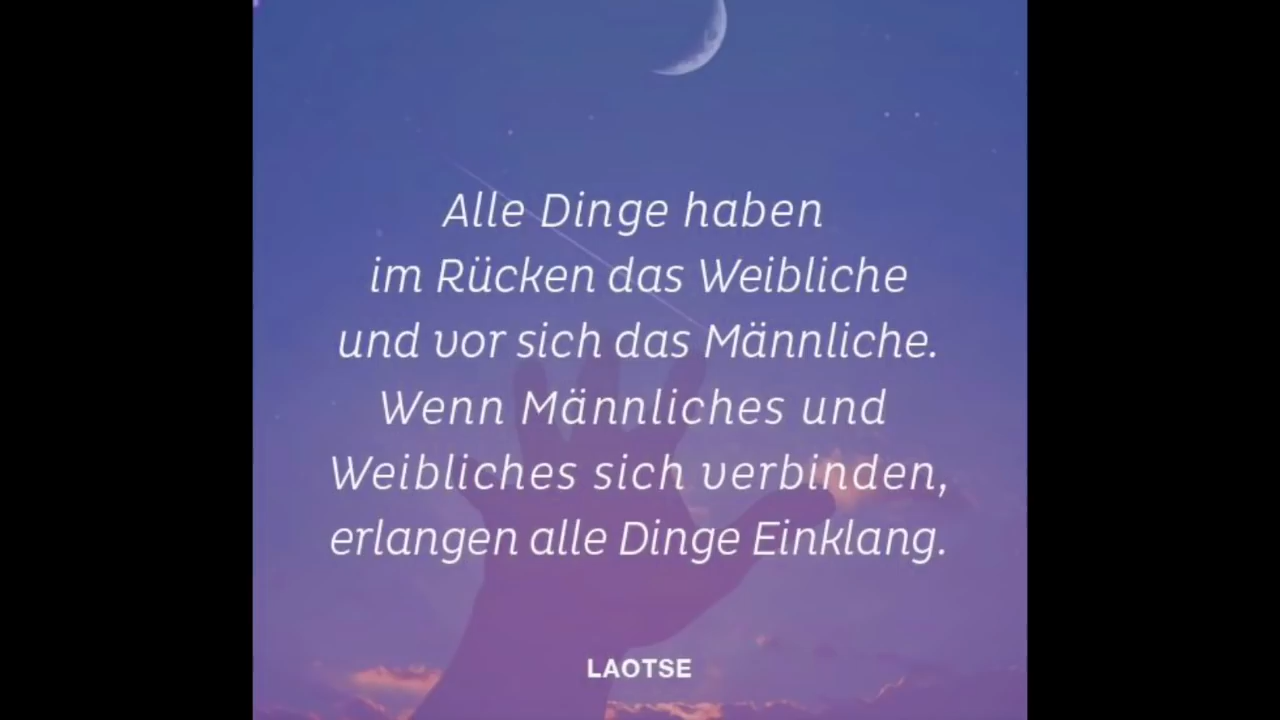 Alle Dinge haben
im Rücken das Weibliche
und vor sich das Männliche.
Wenn Männliches und
Weibliches sich verbinden,
erlangen alle Dinge Einklang.
LAOTSE